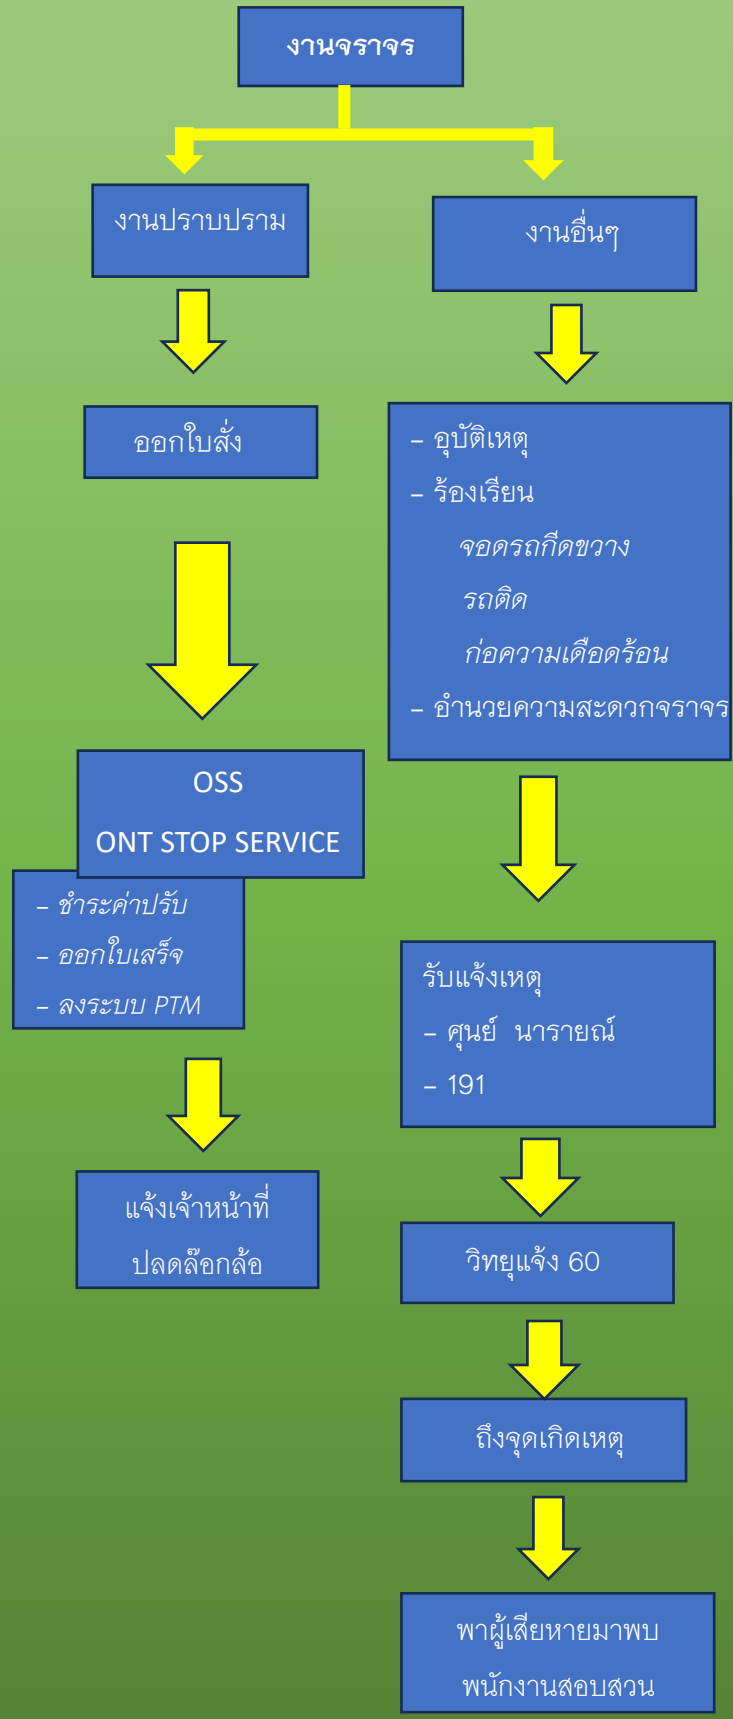 งานจราจร
งานปราบปราม
ออกใบสั่ง
OSS
ONT STOP SERVICE
- ชำระค่าปรับ
- ออกใบเสร็จ
- ลงระบบ PTM
แจ้งเจ้าหน้าที่
ปลดล๊อกล้อ
งานอื่นๆ
- อุบัติเหตุ
- ร้องเรียน
จอดรถกีดขวาง
รถติด
ก่อความเดือดร้อน
- อำนวยความสะดวกจราจร
รับแจ้งเหตุ
- ศูนย์ นารายณ์
- 191
วิทยุแจ้ง 60
ถึงจุดเกิดเหตุ
พาผู้เสียหายมาพบ
พนักงานสอบสวน